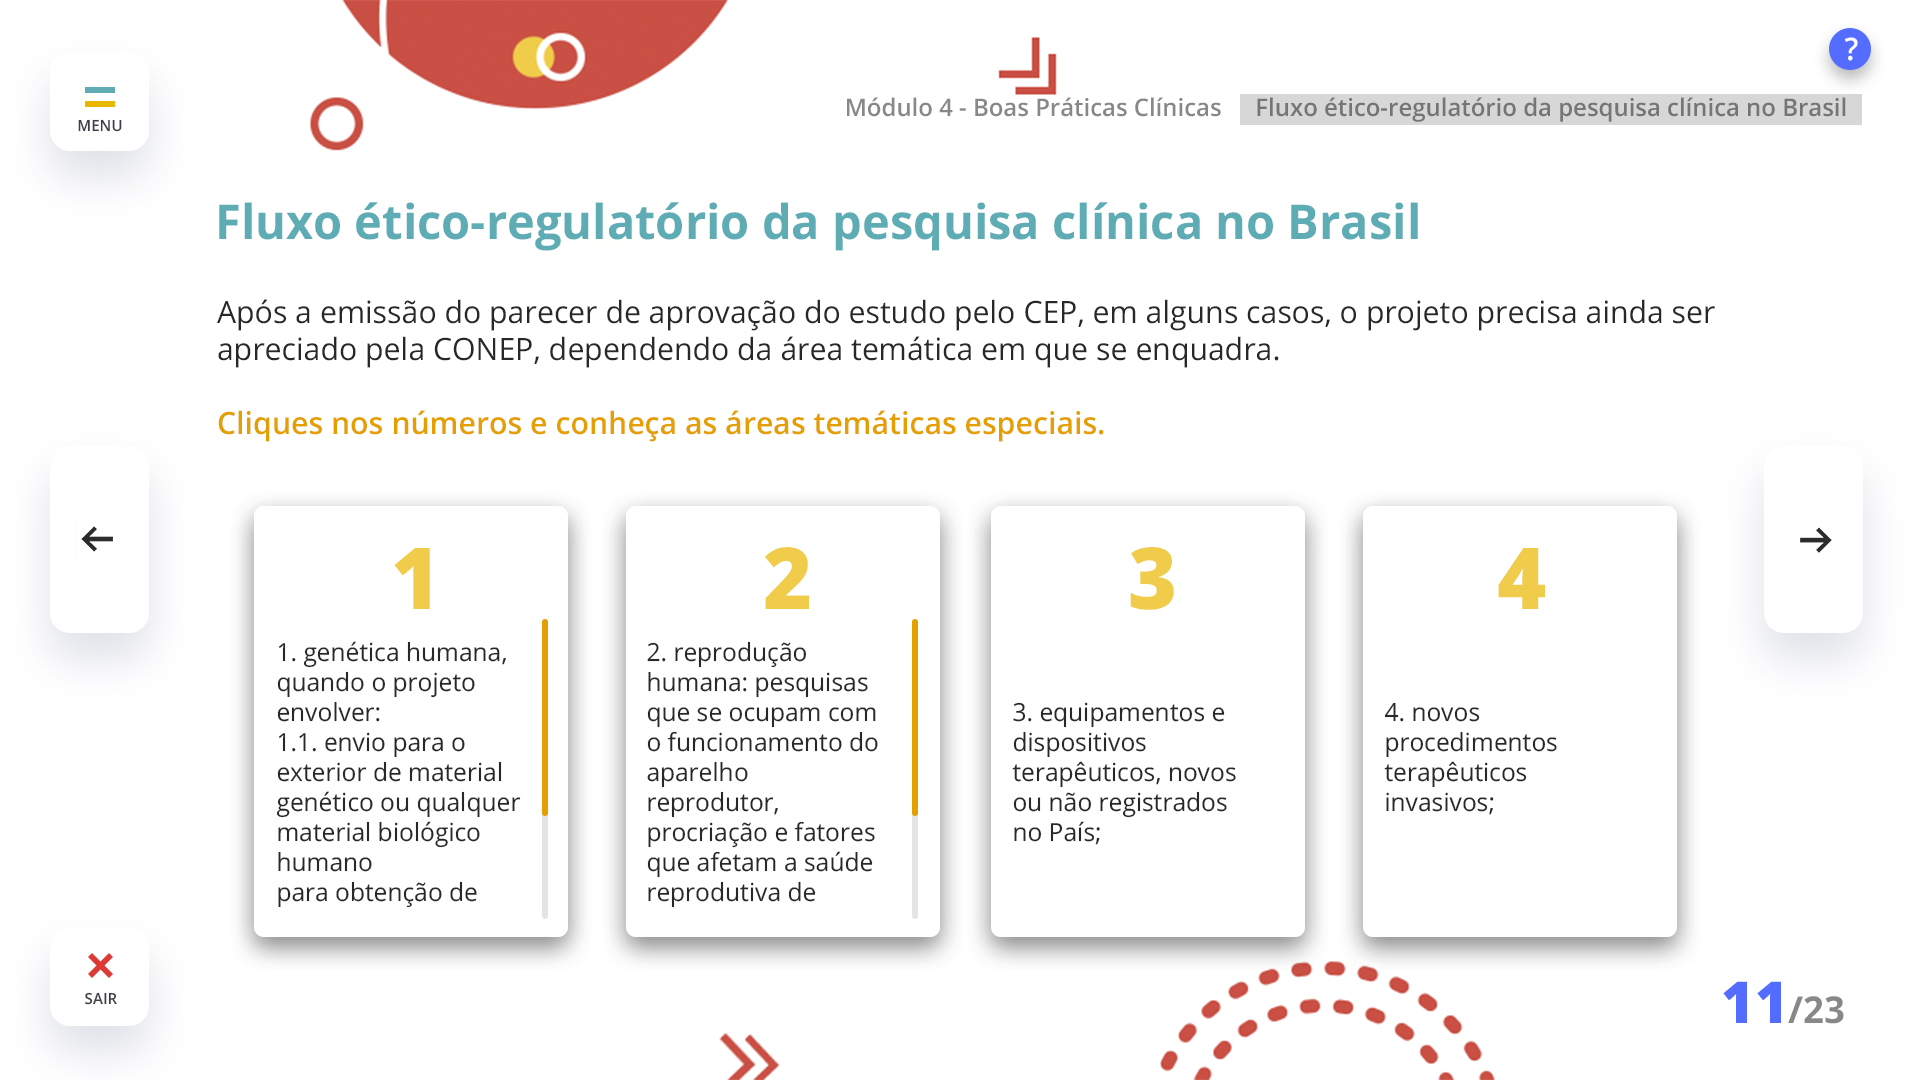 ?
MENU
Módulo 4 - Boas Práticas Clínicas
Fluxo ético-regulatório da pesquisa clínica no Brasil
Fluxo ético-regulatório da pesquisa clínica no Brasil
Após a emissão do parecer de aprovação do estudo pelo CEP, em alguns casos, o projeto precisa ainda ser
apreciado pela CONEP, dependendo da área temática em que se enquadra.
Cliques nos números e conheça as áreas temáticas especiais.
1
1. genética humana,
quando o projeto
envolver:
1.1. envio para o
exterior de material
genético ou qualquer
material biológico
humano
para obtenção de
2
2. reprodução
humana: pesquisas
que se ocupam com
o funcionamento do
aparelho
reprodutor,
procriação e fatores
que afetam a saúde
reprodutiva de
3
3. equipamentos e
dispositivos
terapêuticos, novos
ou não registrados
no País;
4
4. novos
procedimentos
terapêuticos
invasivos;
SAIR
11/23